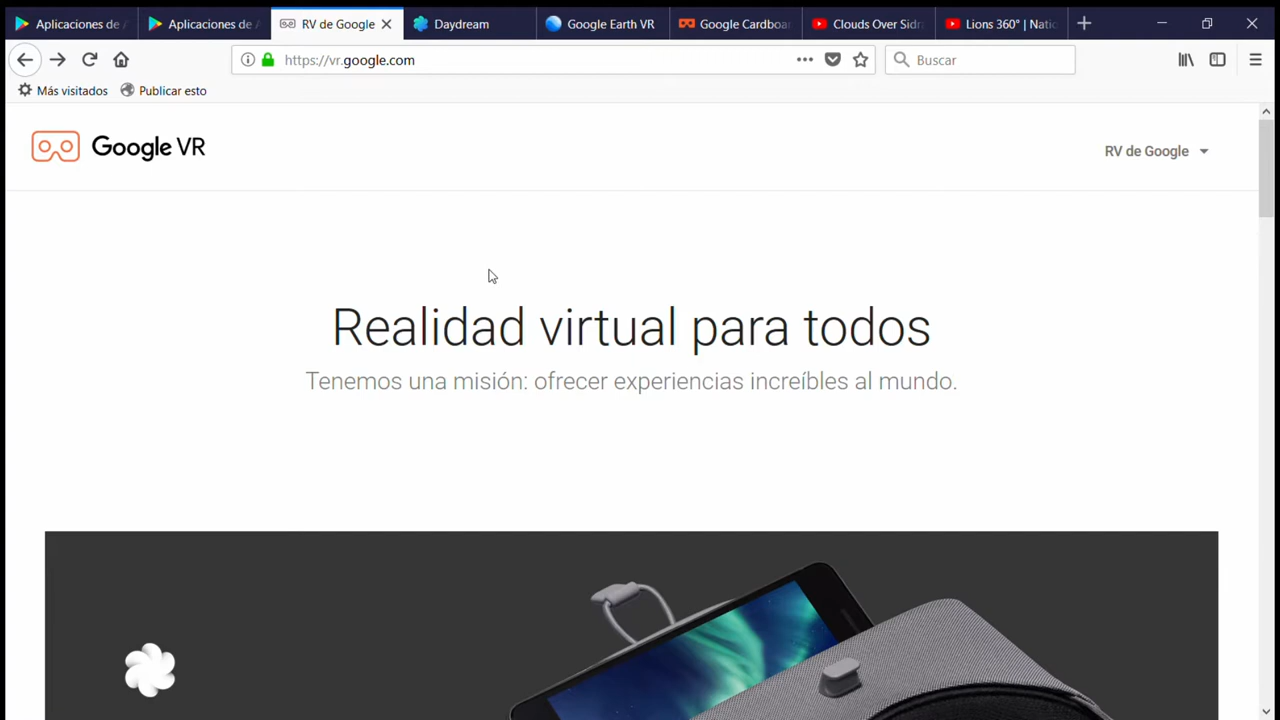 Aplicaciones de A
Aplicaciones de A
RV de Google
Daydream
Google Earth VR
Google Cardboa
Clouds Over Sidr
Lions 360° | Natio
https://vr.google.com
Buscar
Más visitados
Publicar esto
Google VR
RV de Google
Realidad virtual para todos
Tenemos una misión: ofrecer experiencias increíbles al mundo.